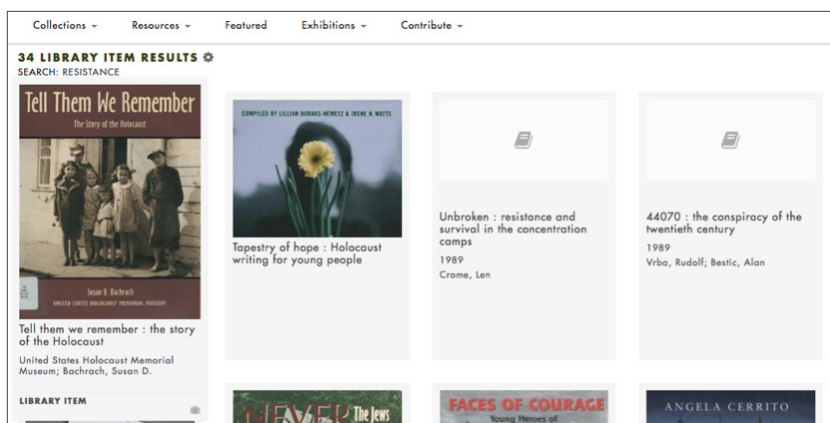 Collections
Resources
Featured
Exhibitions
Contribute
34 LIBRARY ITEM RESULTS
SEARCH: RESISTANCE
Tell Them We Remember
The Story of the Holocaust
Susan D. Bachrach
UNITED STATES HOLOCAUST MEMORIAL MUSEUM
Tell them we remember : the story
of the Holocaust
United States Holocaust Memorial
Museum; Bachrach, Susan D.
LIBRARY ITEM
COMPILED BY LILLIAN BORAKS-NEMETZ & IRENE N. WATTS
Tapestry of hope : Holocaust
writing for young people
Unbroken : resistance and
survival in the concentration
camps
1989
Crome, Len
44070 : the conspiracy of the
twentieth century
1989
Vrba, Rudolf; Bestic, Alan
NEVER The Jews
FACES OF COURAGE
Young Heroes of
ANGELA CERRITO